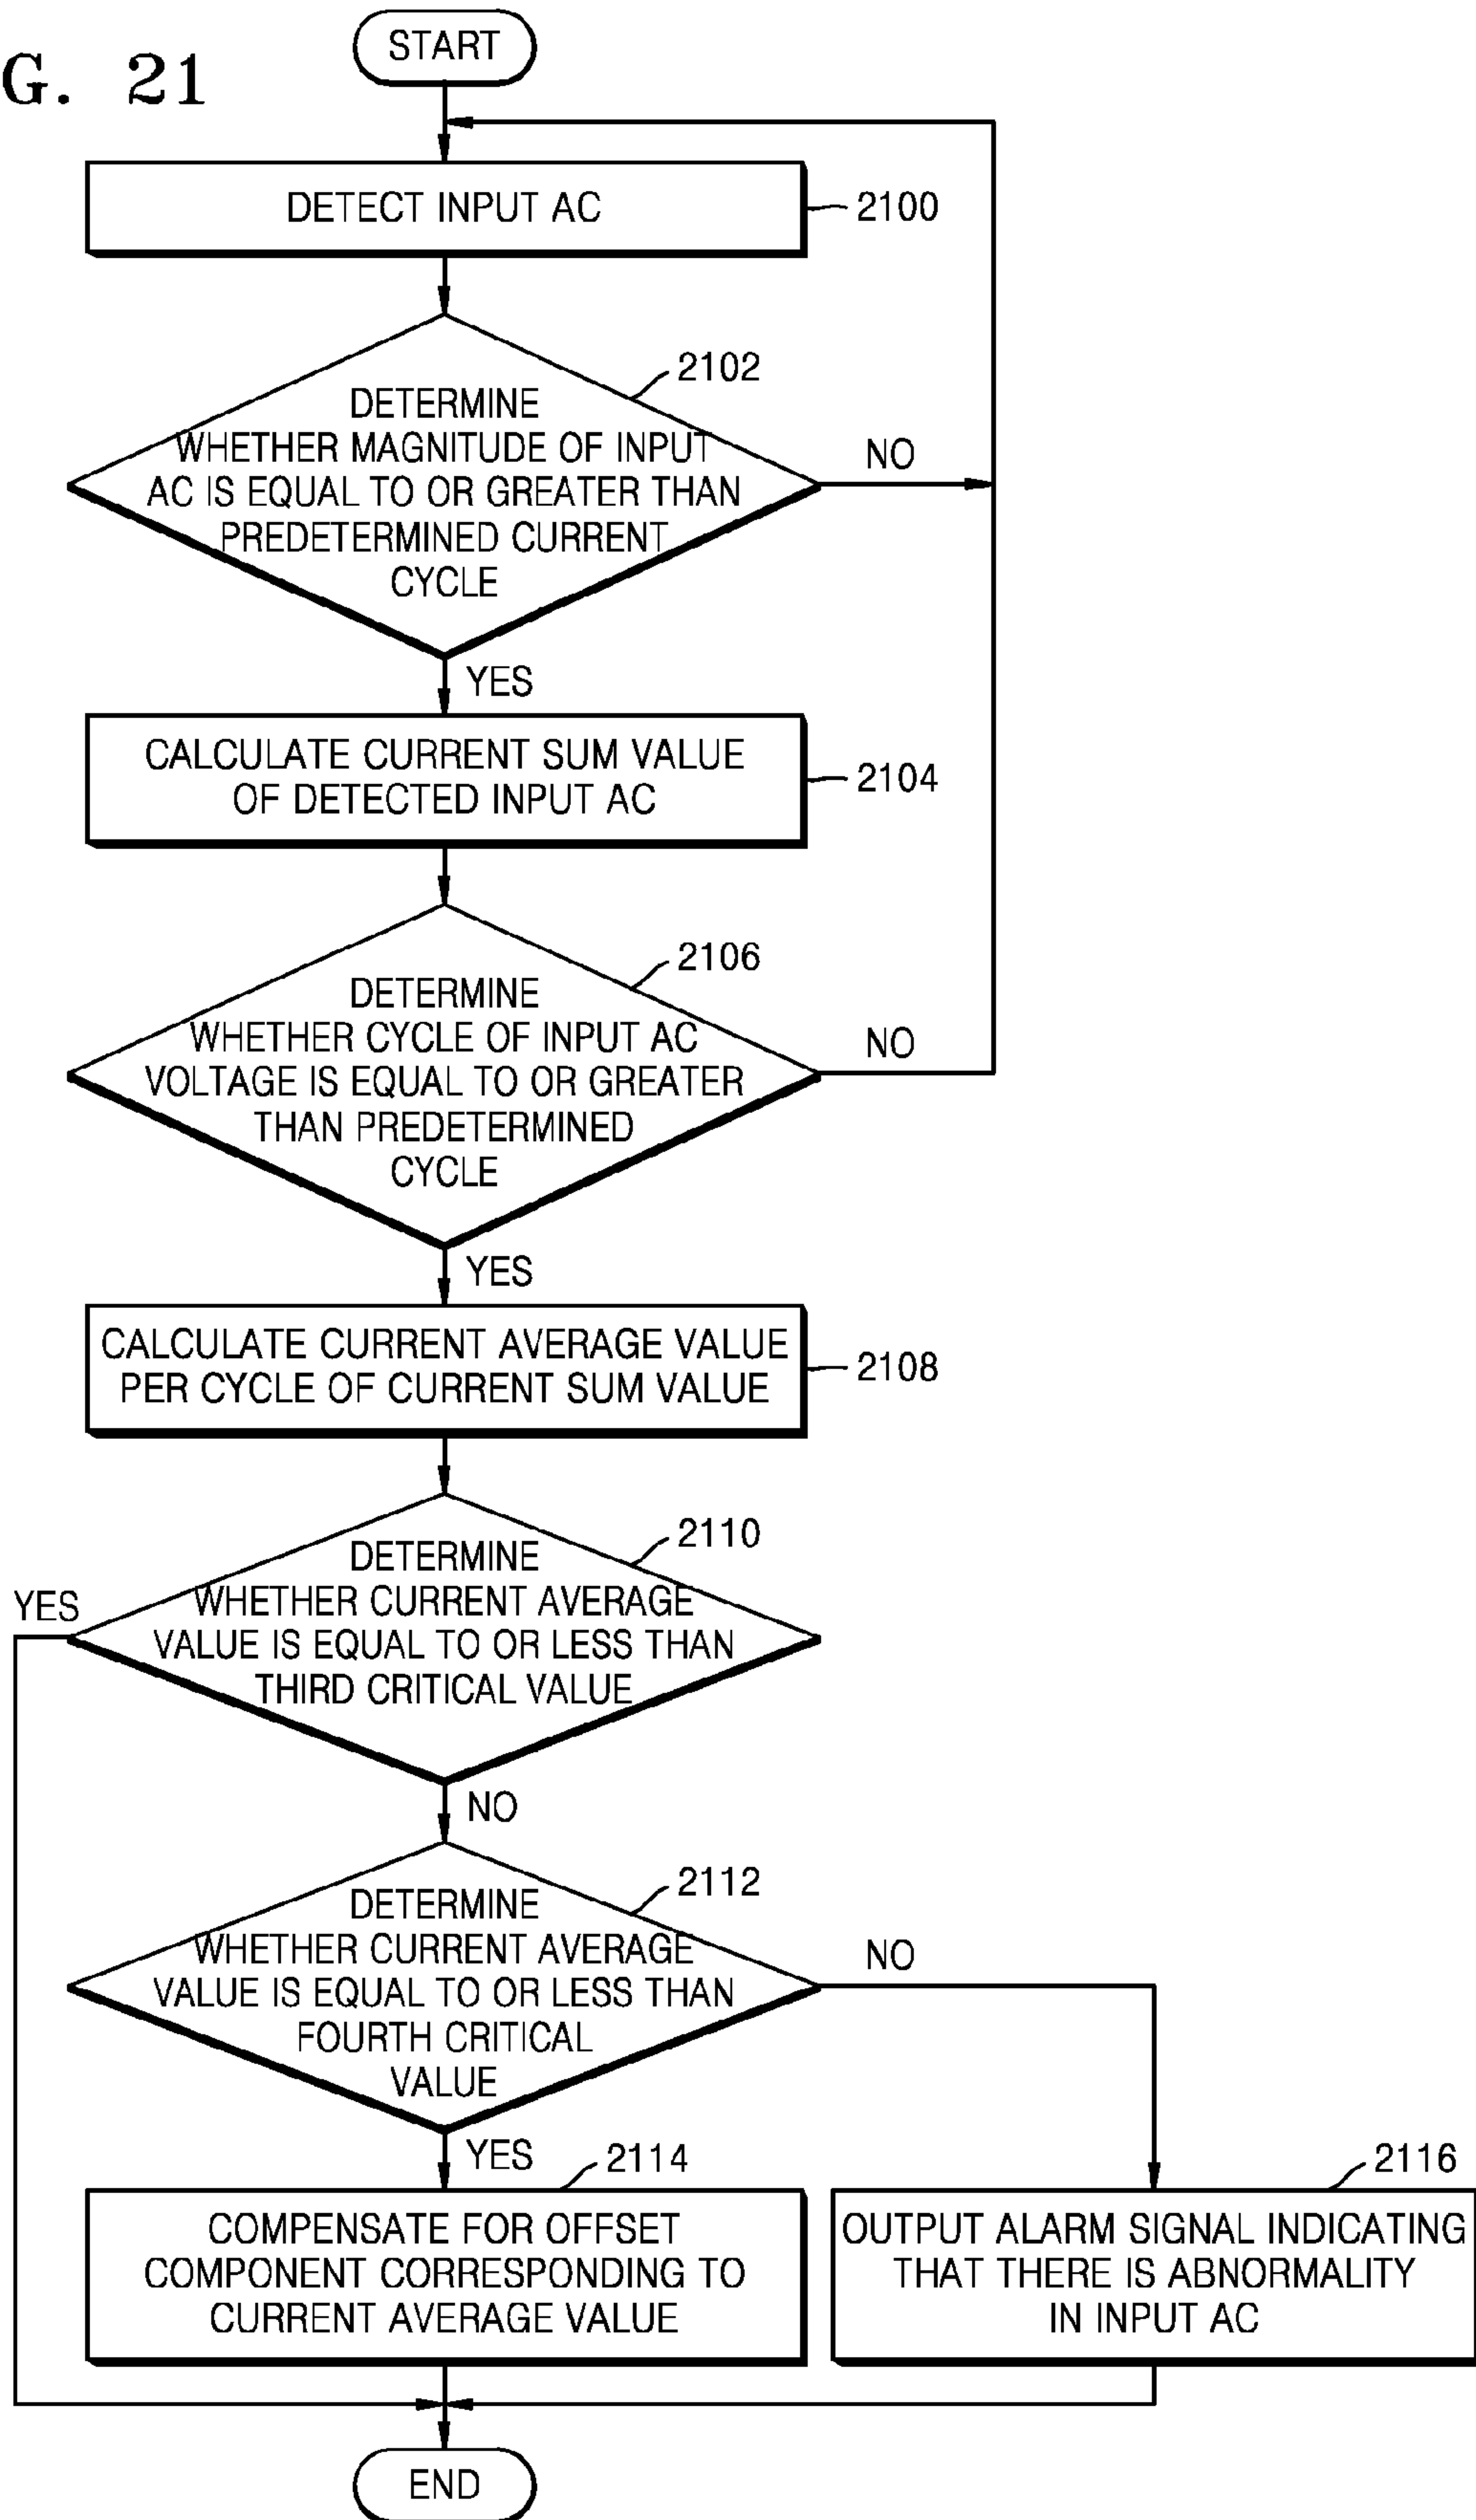 G. 21
START
DETECT INPUT AC
2100
2102
DETERMINE
WHETHER MAGNITUDE OF INPUT
AC IS EQUAL TO OR GREATER THAN
PREDETERMINED CURRENT
CYCLE
NO
YES
CALCULATE CURRENT SUM VALUE
OF DETECTED INPUT AC
2104
2106
DETERMINE
WHETHER CYCLE OF INPUT AC
VOLTAGE IS EQUAL TO OR GREATER
THAN PREDETERMINED
CYCLE
NO
YES
CALCULATE CURRENT AVERAGE VALUE
PER CYCLE OF CURRENT SUM VALUE
2108
2110
DETERMINE
WHETHER CURRENT AVERAGE
VALUE IS EQUAL TO OR LESS THAN
THIRD CRITICAL VALUE
YES
NO
2112
DETERMINE
WHETHER CURRENT AVERAGE
VALUE IS EQUAL TO OR LESS THAN
FOURTH CRITICAL
VALUE
NO
YES
2114
COMPENSATE FOR OFFSET
COMPONENT CORRESPONDING TO
CURRENT AVERAGE VALUE
2116
OUTPUT ALARM SIGNAL INDICATING
THAT THERE IS ABNORMALITY
IN INPUT AC
END